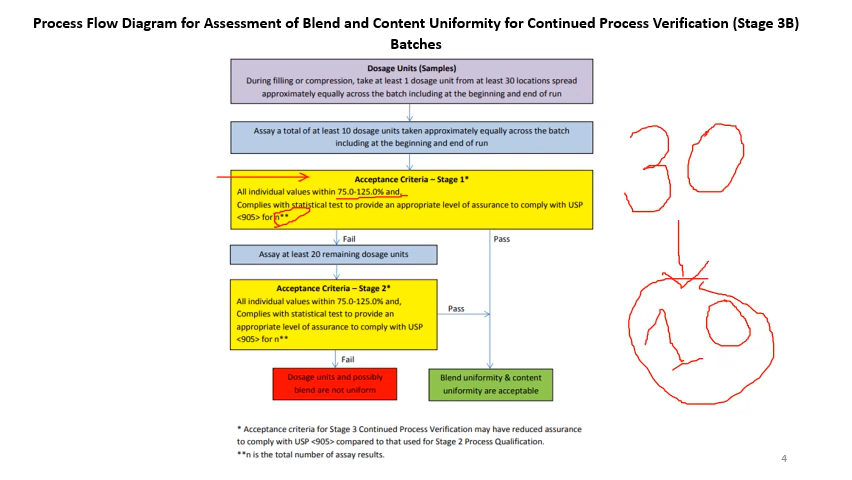 Process Flow Diagram for Assessment of Blend and Content Uniformity for Continued Process Verification (Stage 3B)
Batches
Dosage Units (Samples)
During filling or compression, take at least 1 dosage unit from at least 30 locations spread
approximately equally across the batch including at the beginning and end of run
Assay a total of at least 10 dosage units taken approximately equally across the batch
including at the beginning and end of run
Acceptance Criteria – Stage 1*
All individual values within 75.0-125.0% and,
Complies with statistical test to provide an appropriate level of assurance to comply with USP
<905> for n**
Fail
Pass
Assay at least 20 remaining dosage units
Acceptance Criteria – Stage 2*
All individual values within 75.0-125.0% and,
Complies with statistical test to provide an
appropriate level of assurance to comply with USP
<905> for n**
Pass
Fail
Dosage units and possibly
blend are not uniform
Blend uniformity & content
uniformity are acceptable
30
10
* Acceptance criteria for Stage 3 Continued Process Verification may have reduced assurance
to comply with USP <905> compared to that used for Stage 2 Process Qualification.
**n is the total number of assay results.
4